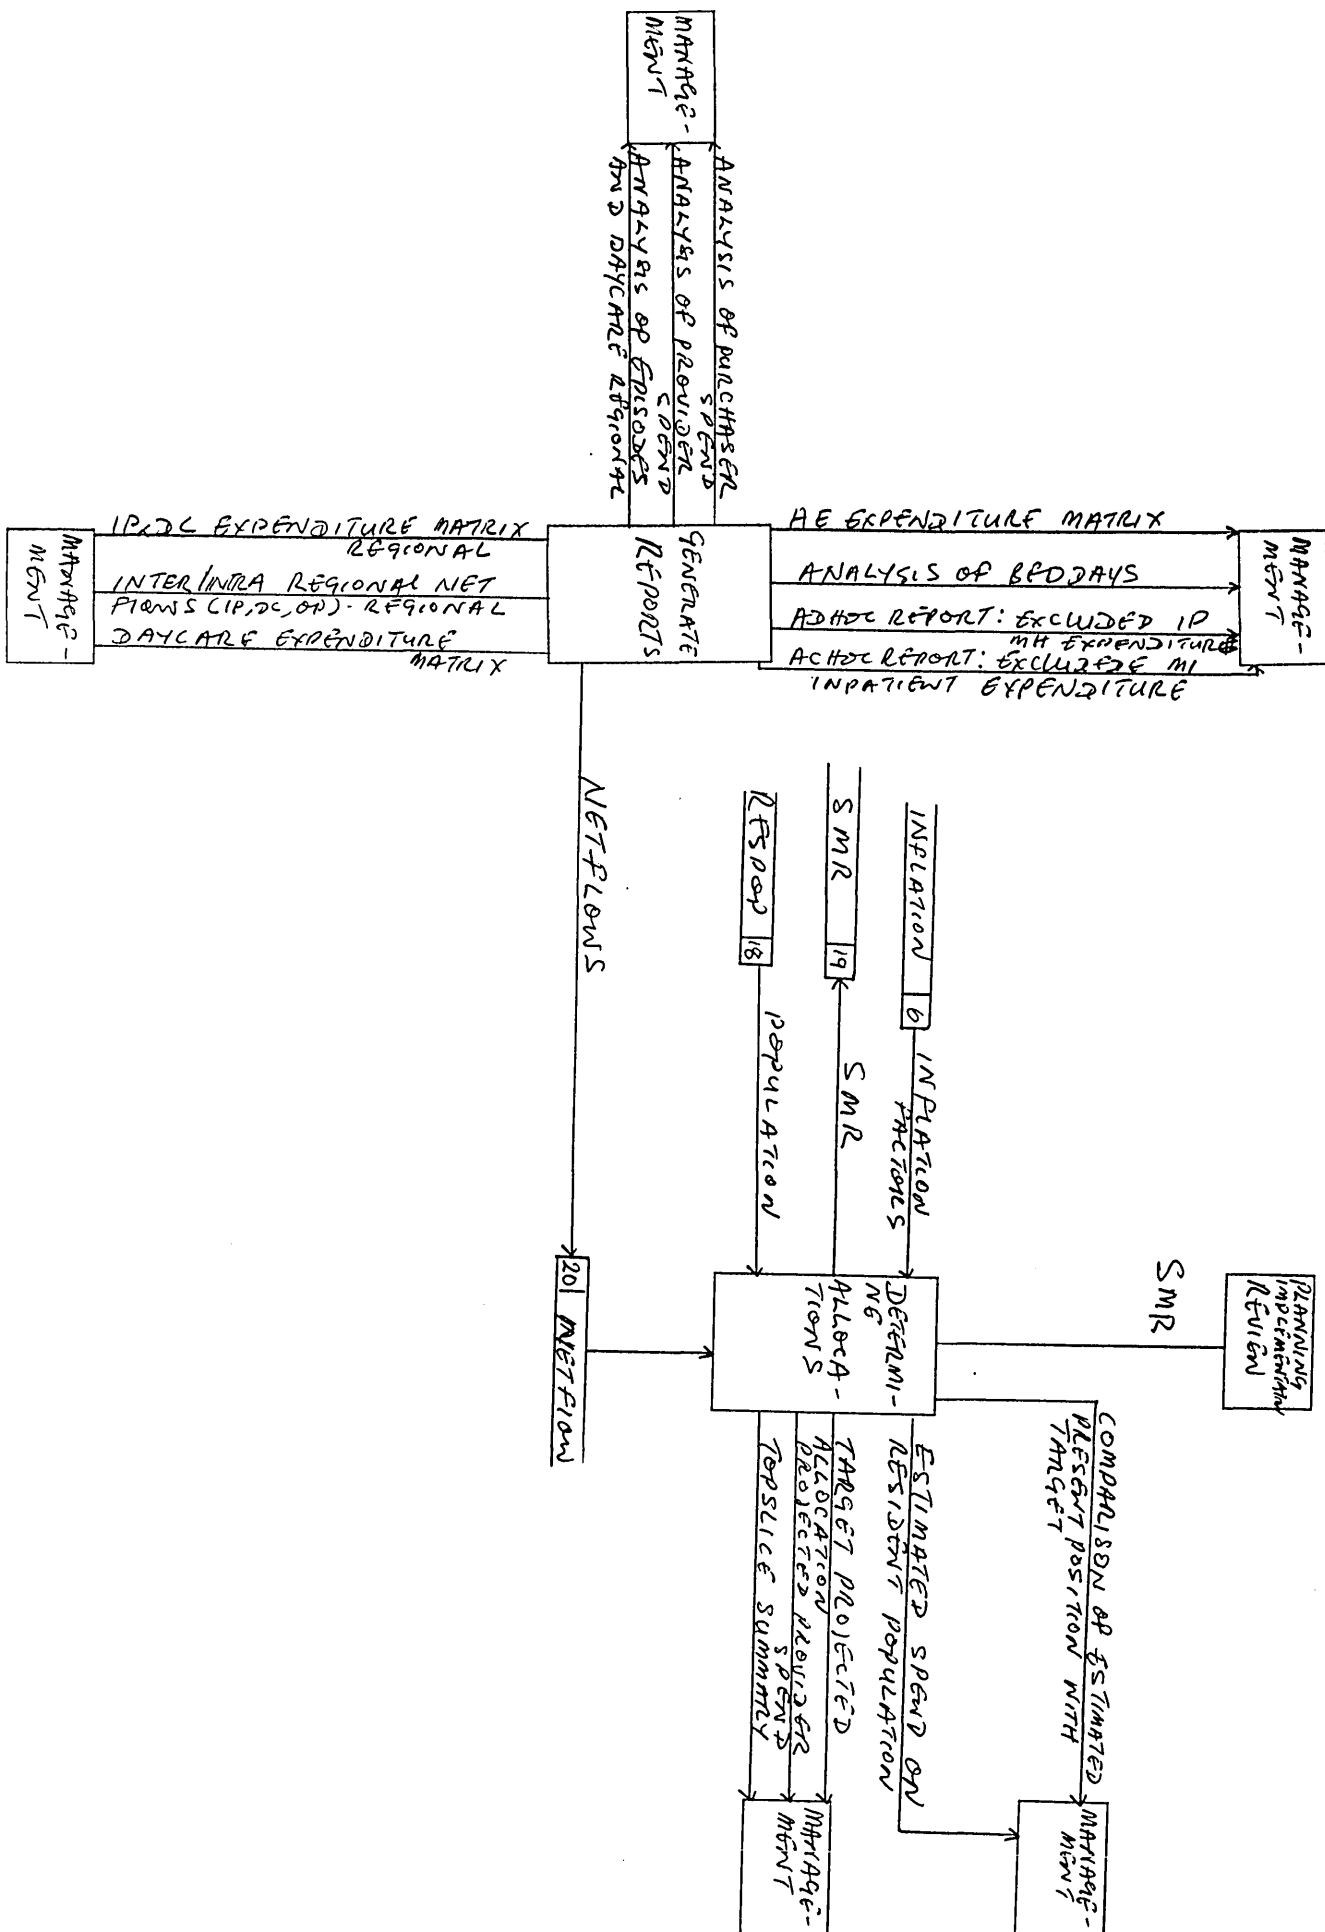 MANAGE-
MENT
ANALYSIS OF PURCHASER
SPEND
ANALYSIS OF PROVIDER
SPEND
ANALYSIS OF EPISODES
AND DAYCARE REGIONAL
GENERATE
REPORTS
AE EXPENDITURE MATRIX
ANALYSIS OF BEDDAYS
ADHOC REPORT: EXCLUDED IP
MH EXPENDITURE
ACHOC REPORT: EXCLUDEDE MI
INPATIENT EXPENDITURE
MANAGE-
MENT
IP&DC EXPENDITURE MATRIX
REGIONAL
INTER/INTRA REGIONAL NET
FLOWS (IP, DC, OP). REGIONAL
DAYCARE EXPENDITURE
MATRIX
MANAGE-
MENT
NETFLOWS
INFLATION 6
INFLATION
FACTORS
SMR 19
SMR
RESPOP 18
POPULATION
20 NETFLOW
DETERMI-
NE
ALLOCA-
TIONS
PLANNING
REVIEW
SMR
COMPARISON OF ESTIMATED
PRESENT POSITION WITH
TARGET
MANAGE-
MENT
ESTIMATED SPEND ON
RESIDENT POPULATION
TARGET PROJECTED
ALLOCATION
PROJECTED PROVIDER
SPEND
TOPSLICE SUMMARY
MANAGE-
MENT